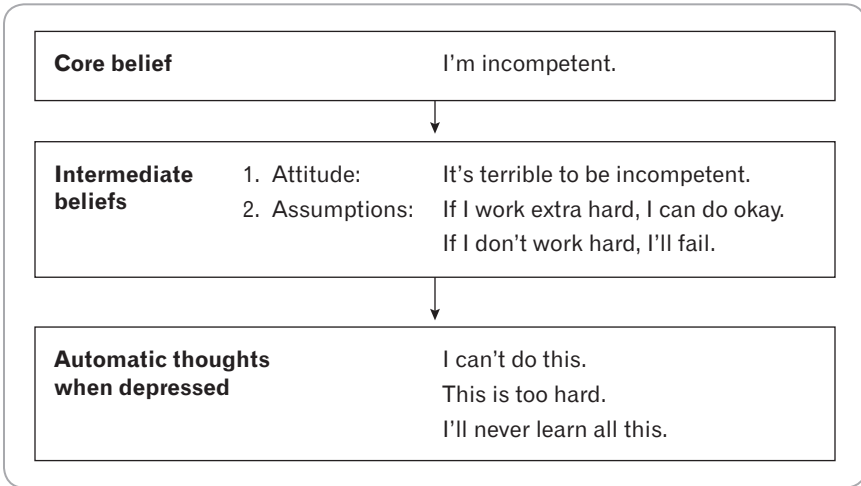 Core belief I'm incompetent.
Intermediate 1. Attitude: It's terrible to be incompetent.
beliefs 2. Assumptions: If I work extra hard, I can do okay.
If I don't work hard, I'll fail.
Automatic thoughts I can't do this.
when depressed This is too hard.
I'll never learn all this.